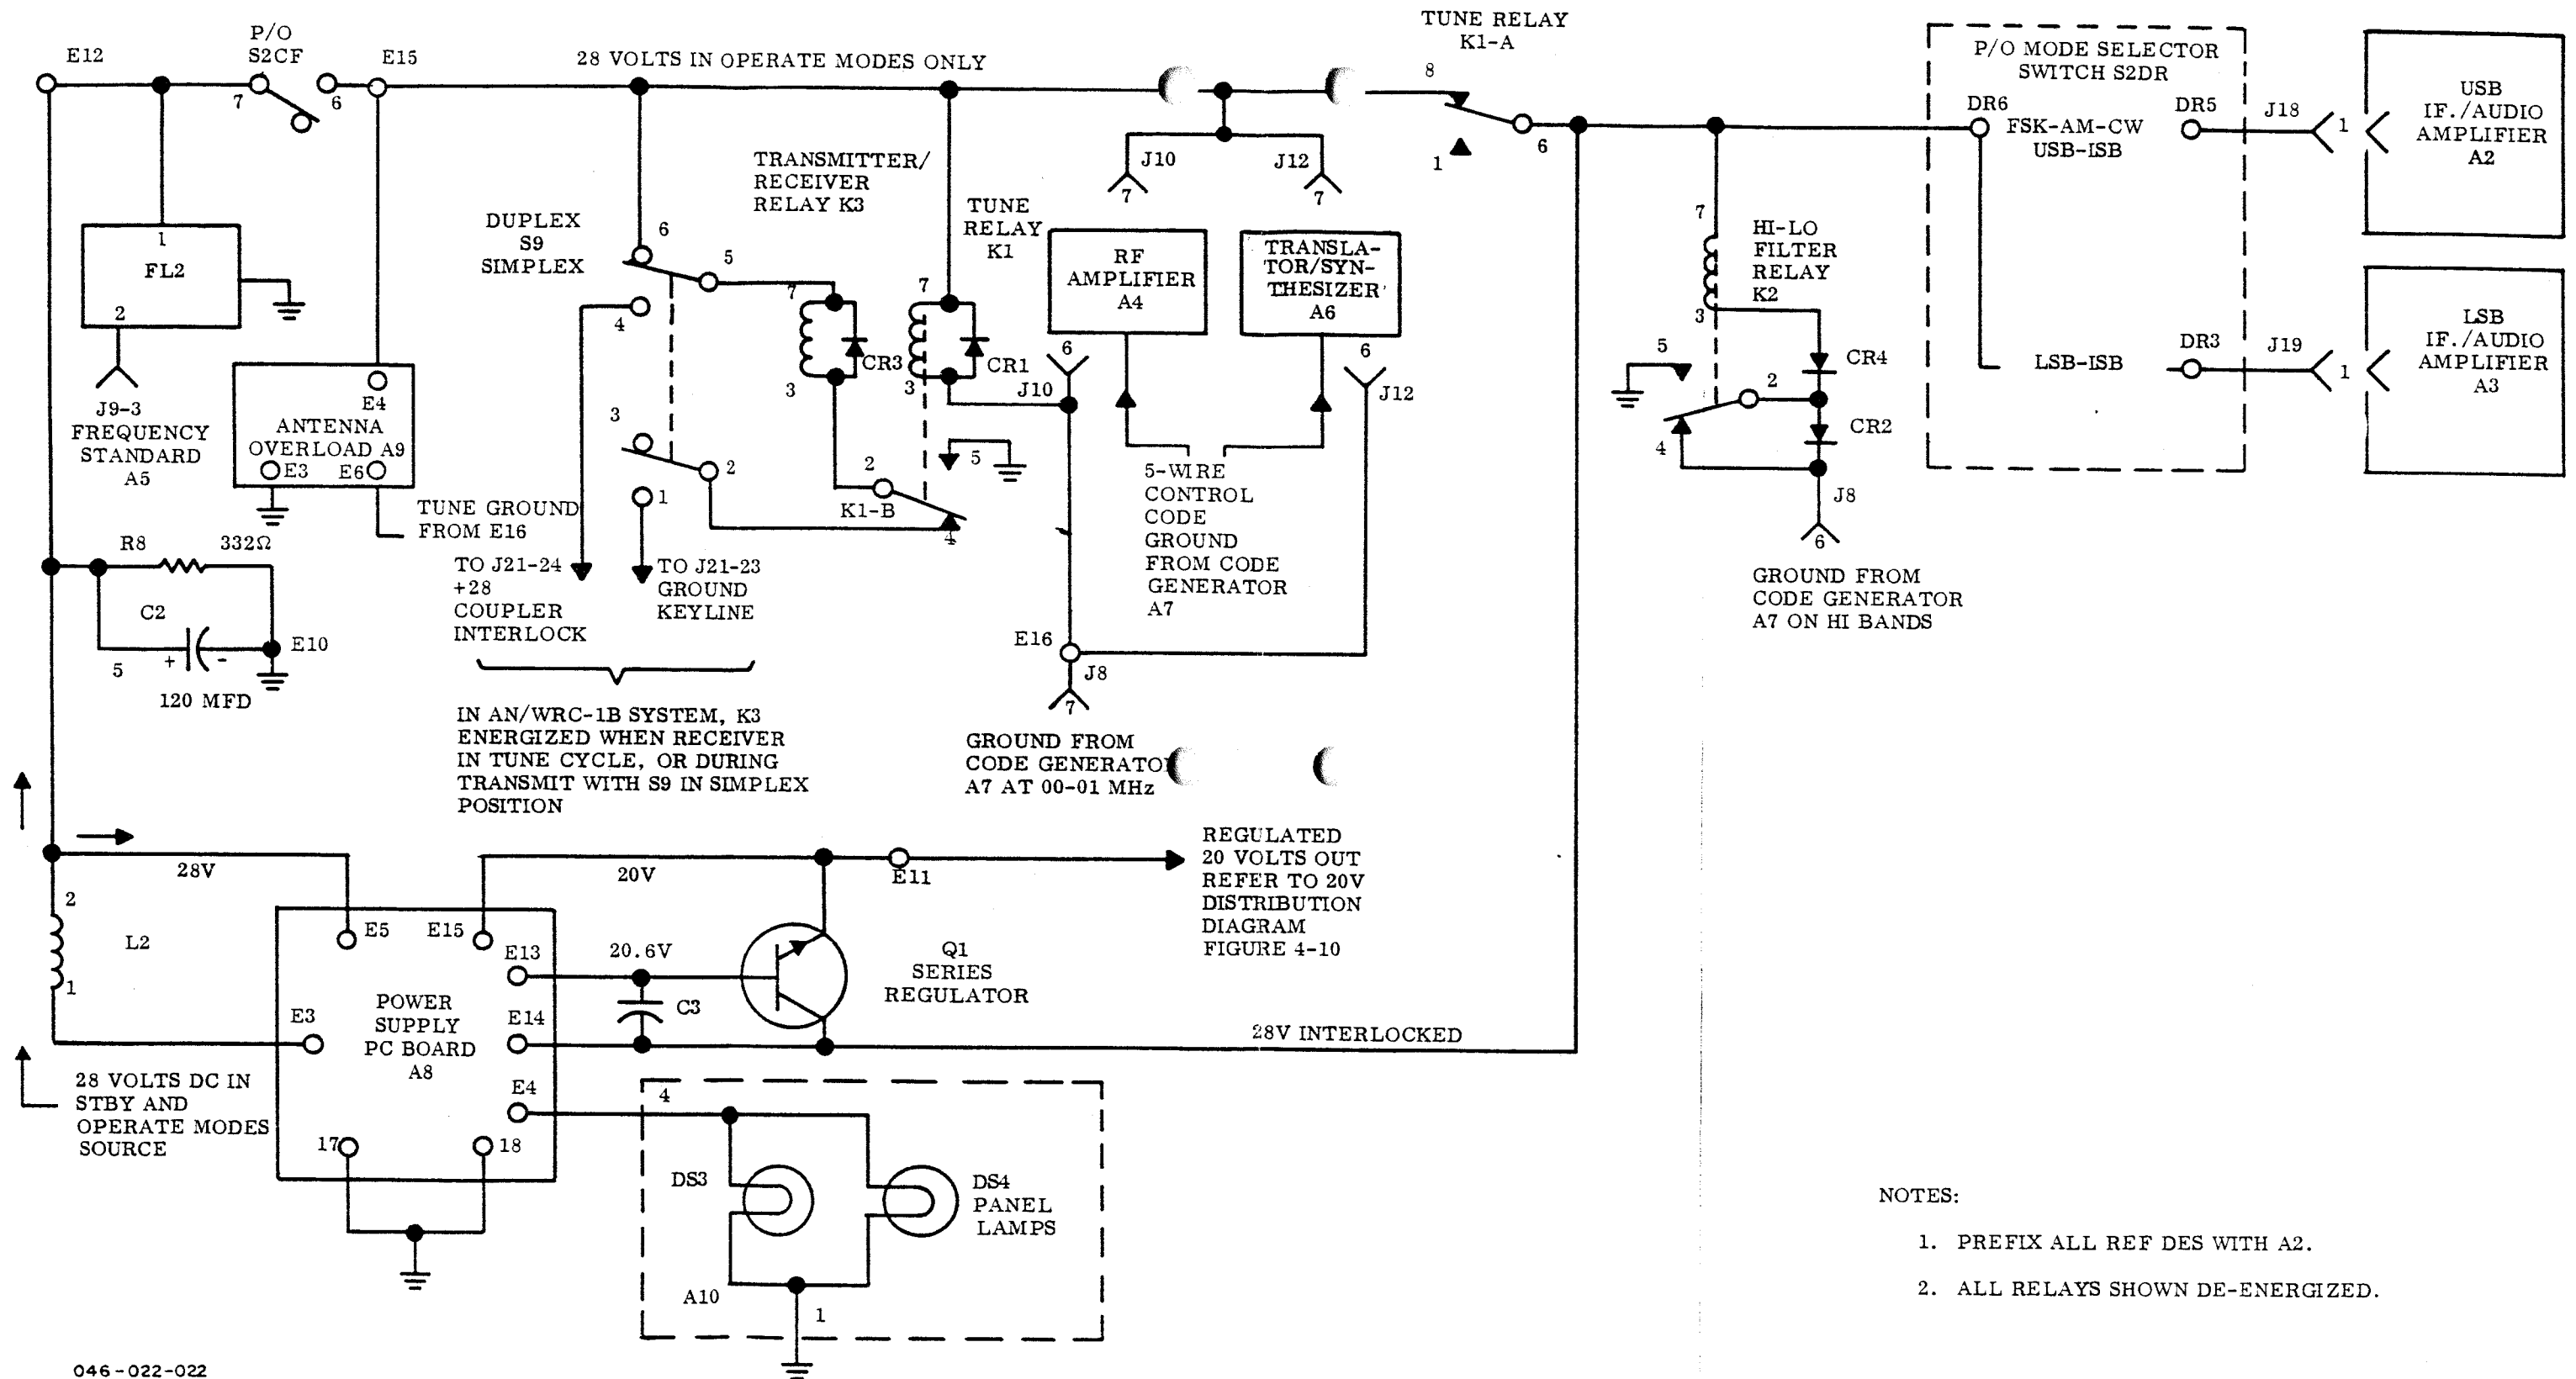 E12
P/O
S2CF
7
6
E15
28 VOLTS IN OPERATE MODES ONLY
TUNE RELAY
K1-A
8
1
6
P/O MODE SELECTOR
SWITCH S2DR
DR6
FSK-AM-CW
USB-ISB
DR5
J18
1
USB
IF./AUDIO
AMPLIFIER
A2
LSB-ISB
DR3
J19
1
LSB
IF./AUDIO
AMPLIFIER
A3
1
FL2
2
J9-3
FREQUENCY
STANDARD
A5
E4
ANTENNA
OVERLOAD A9
E3
E6
TUNE GROUND
FROM E16
DUPLEX
S9
SIMPLEX
6
5
4
3
2
1
TRANSMITTER/
RECEIVER
RELAY K3
7
CR3
3
TUNE
RELAY
K1
7
CR1
3
J10
2
K1-B
5
4
J10
7
J12
7
RF
AMPLIFIER
A4
TRANSLA-
TOR/SYN-
THESIZER
A6
6
6
J12
5-WIRE
CONTROL
CODE
GROUND
FROM CODE
GENERATOR
A7
HI-LO
FILTER
RELAY
K2
7
3
5
2
4
CR4
CR2
J8
6
GROUND FROM
CODE GENERATOR
A7 ON HI BANDS
R8
332Ω
C2
5
+
-
E10
120 MFD
TO J21-24
+28
COUPLER
INTERLOCK
TO J21-23
GROUND
KEYLINE
IN AN/WRC-1B SYSTEM, K3
ENERGIZED WHEN RECEIVER
IN TUNE CYCLE, OR DURING
TRANSMIT WITH S9 IN SIMPLEX
POSITION
E16
J8
7
GROUND FROM
CODE GENERATO
A7 AT 00-01 MHz
28V
20V
E11
REGULATED
20 VOLTS OUT
REFER TO 20V
DISTRIBUTION
DIAGRAM
FIGURE 4-10
2
L2
1
E5
E15
E13
20.6V
Q1
SERIES
REGULATOR
C3
E3
POWER
SUPPLY
PC BOARD
A8
E14
28V INTERLOCKED
E4
17
18
28 VOLTS DC IN
STBY AND
OPERATE MODES
SOURCE
4
DS3
DS4
PANEL
LAMPS
A10
1
NOTES:
1. PREFIX ALL REF DES WITH A2.
2. ALL RELAYS SHOWN DE-ENERGIZED.
046-022-022